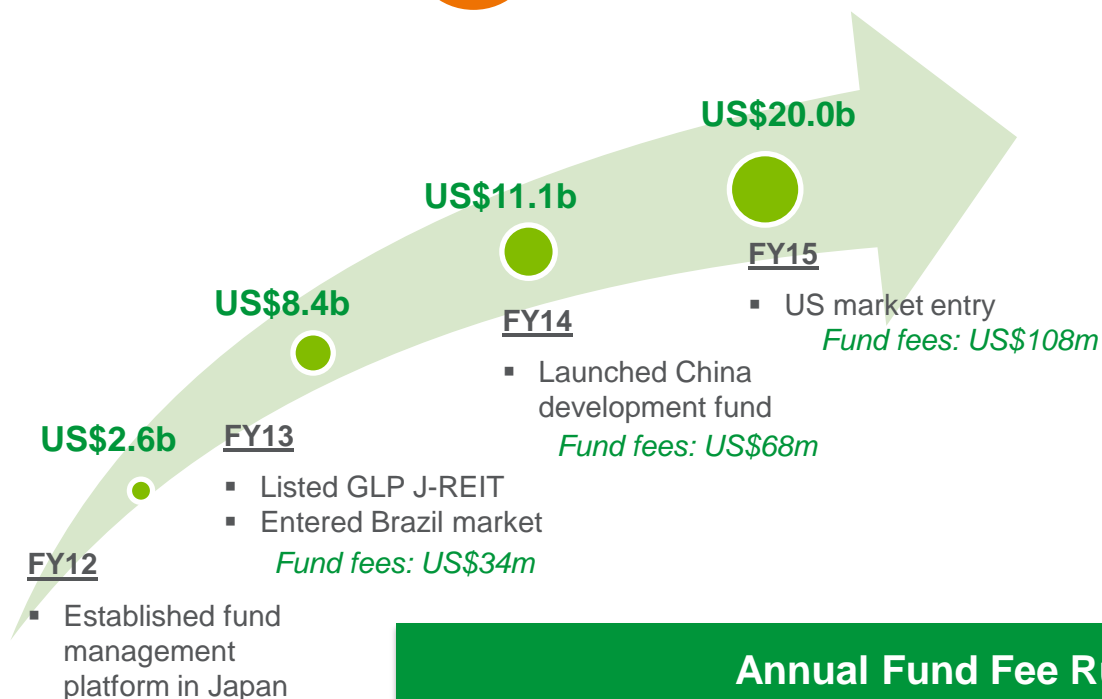 US$20.0b
US$11.1b
US$8.4b
US$2.6b
FY15
▪ US market entry
Fund fees: US$108m
FY14
▪ Launched China
development fund
Fund fees: US$68m
FY13
▪ Listed GLP J-REIT
▪ Entered Brazil market
Fund fees: US$34m
FY12
▪ Established fund
management
platform in Japan
Annual Fund Fee